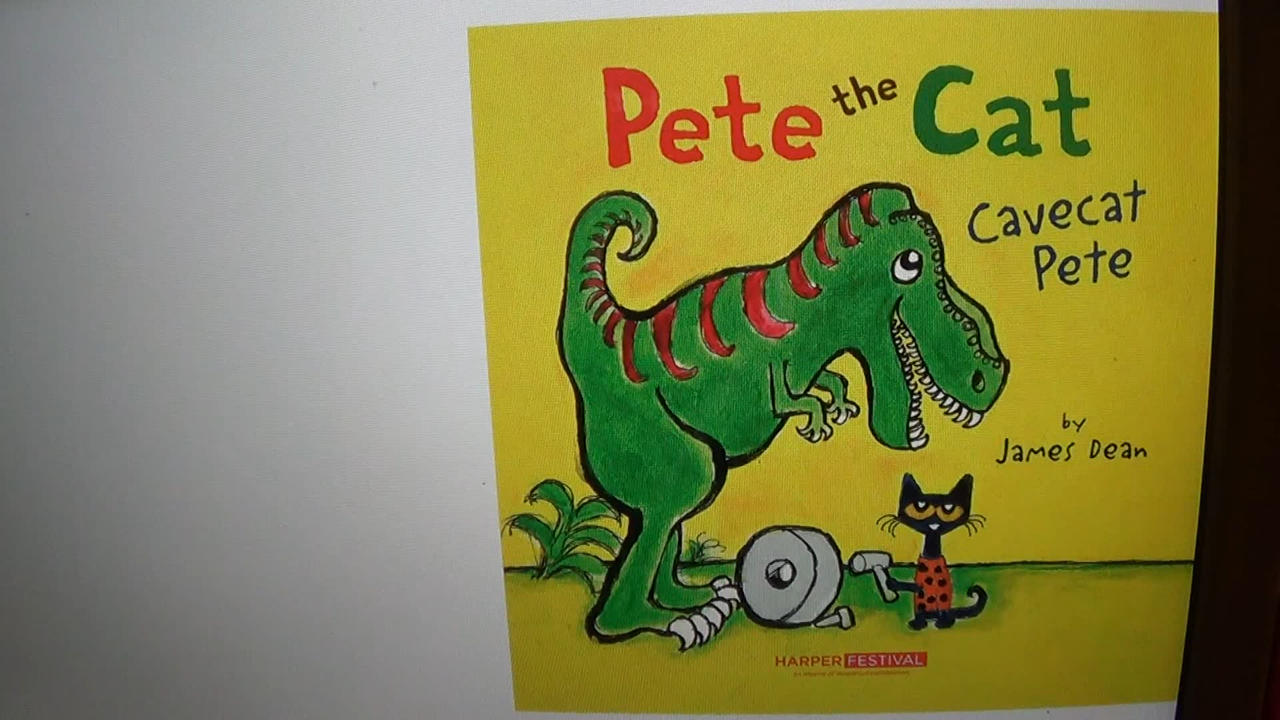 Pete the Cat
Cavecat
Pete
by
James Dean
HARPER FESTIVAL